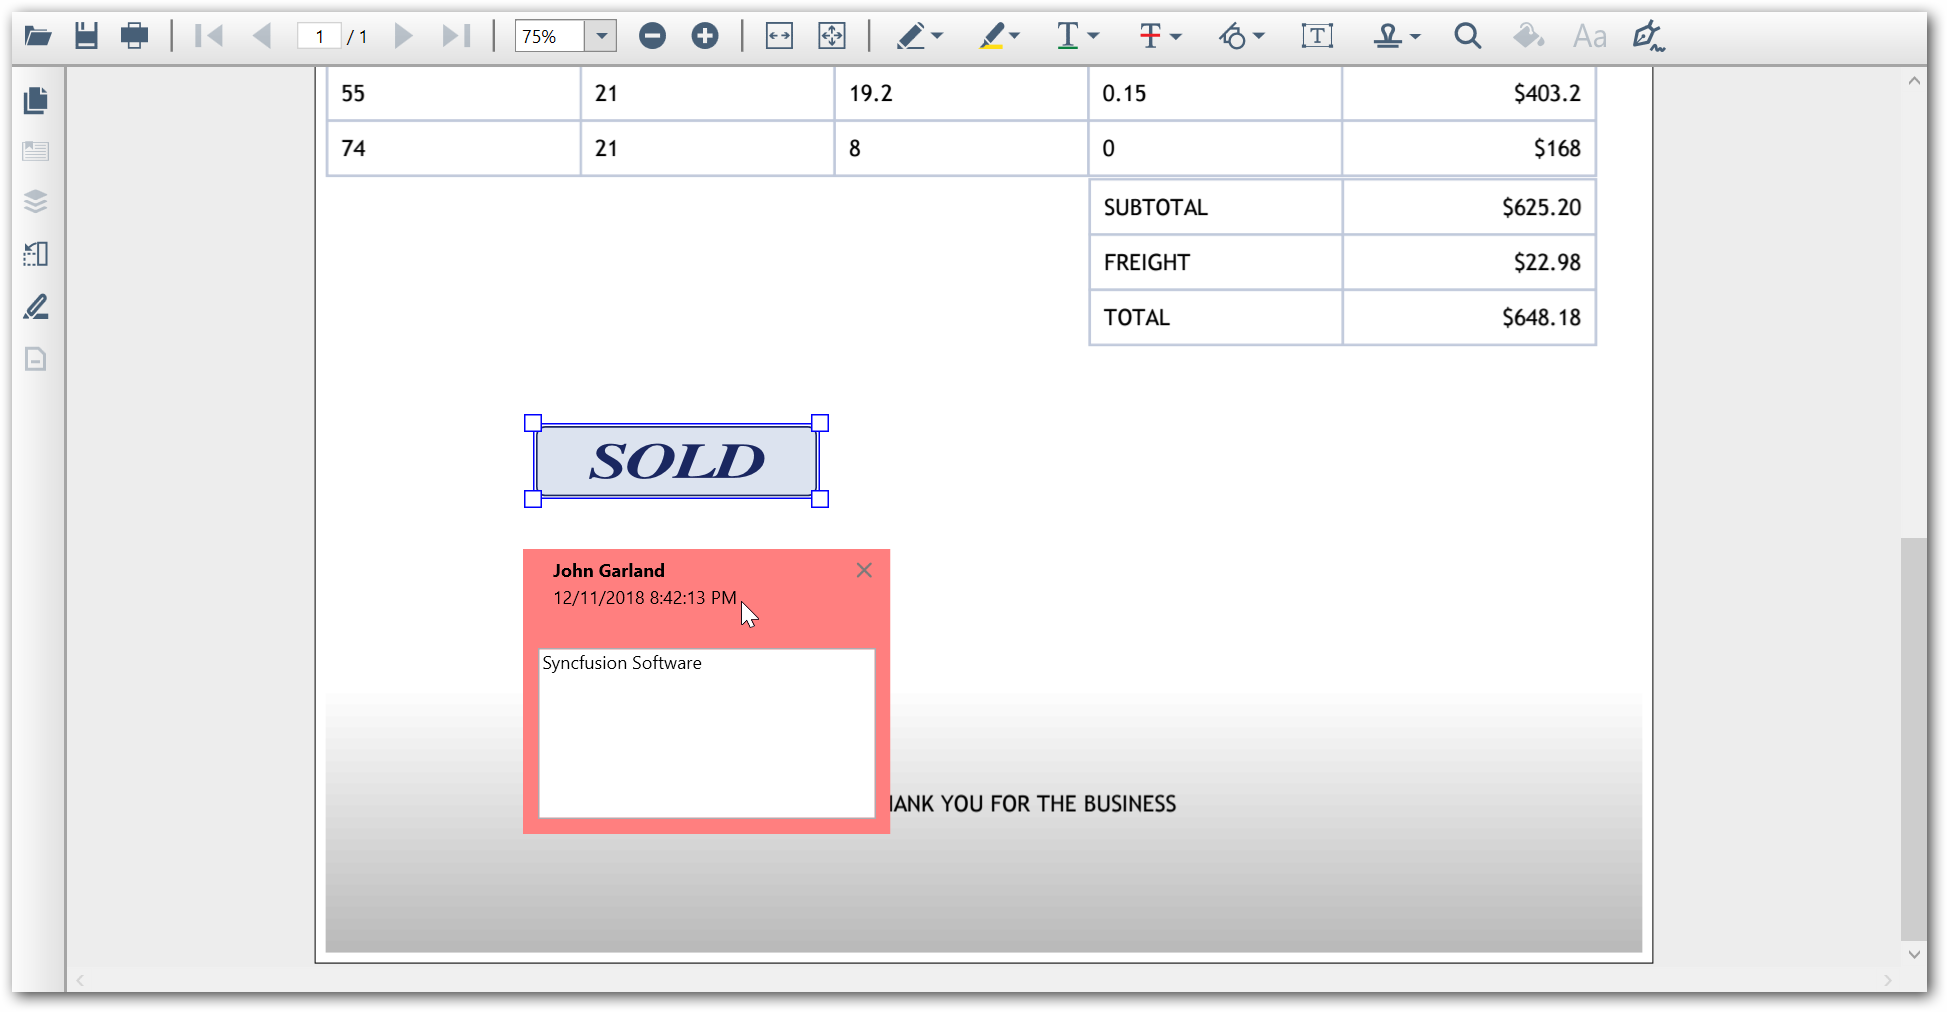 1 / 1 75% T T T Aa
55 21 19.2 0.15 $403.2
74 21 8 0 $168
SUBTOTAL $625.20
FREIGHT $22.98
TOTAL $648.18
SOLD
John Garland
12/11/2018 8:42:13 PM
Syncfusion Software
HANK YOU FOR THE BUSINESS